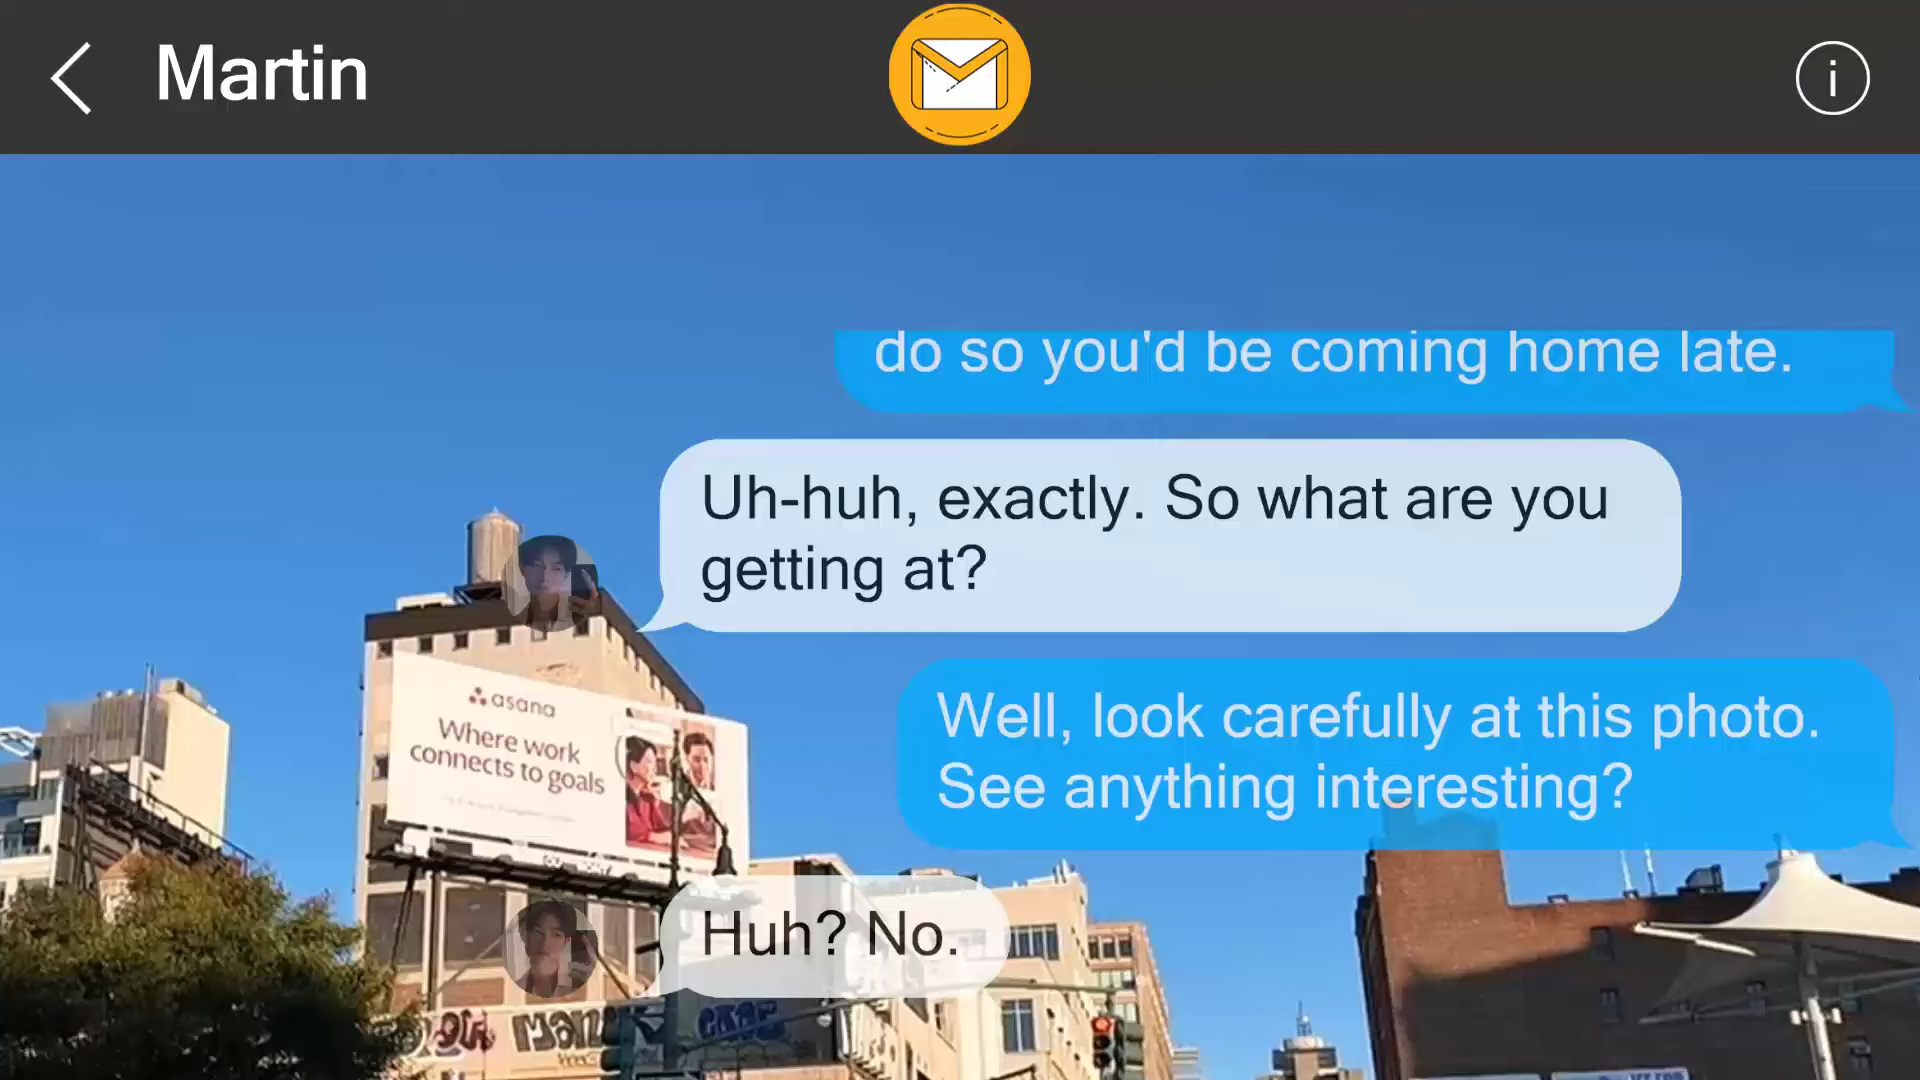 Martin
i
do so you'd be coming home late.
Uh-huh, exactly. So what are you
getting at?
asana
Where work
connects to goals
Well, look carefully at this photo.
See anything interesting?
Huh? No.